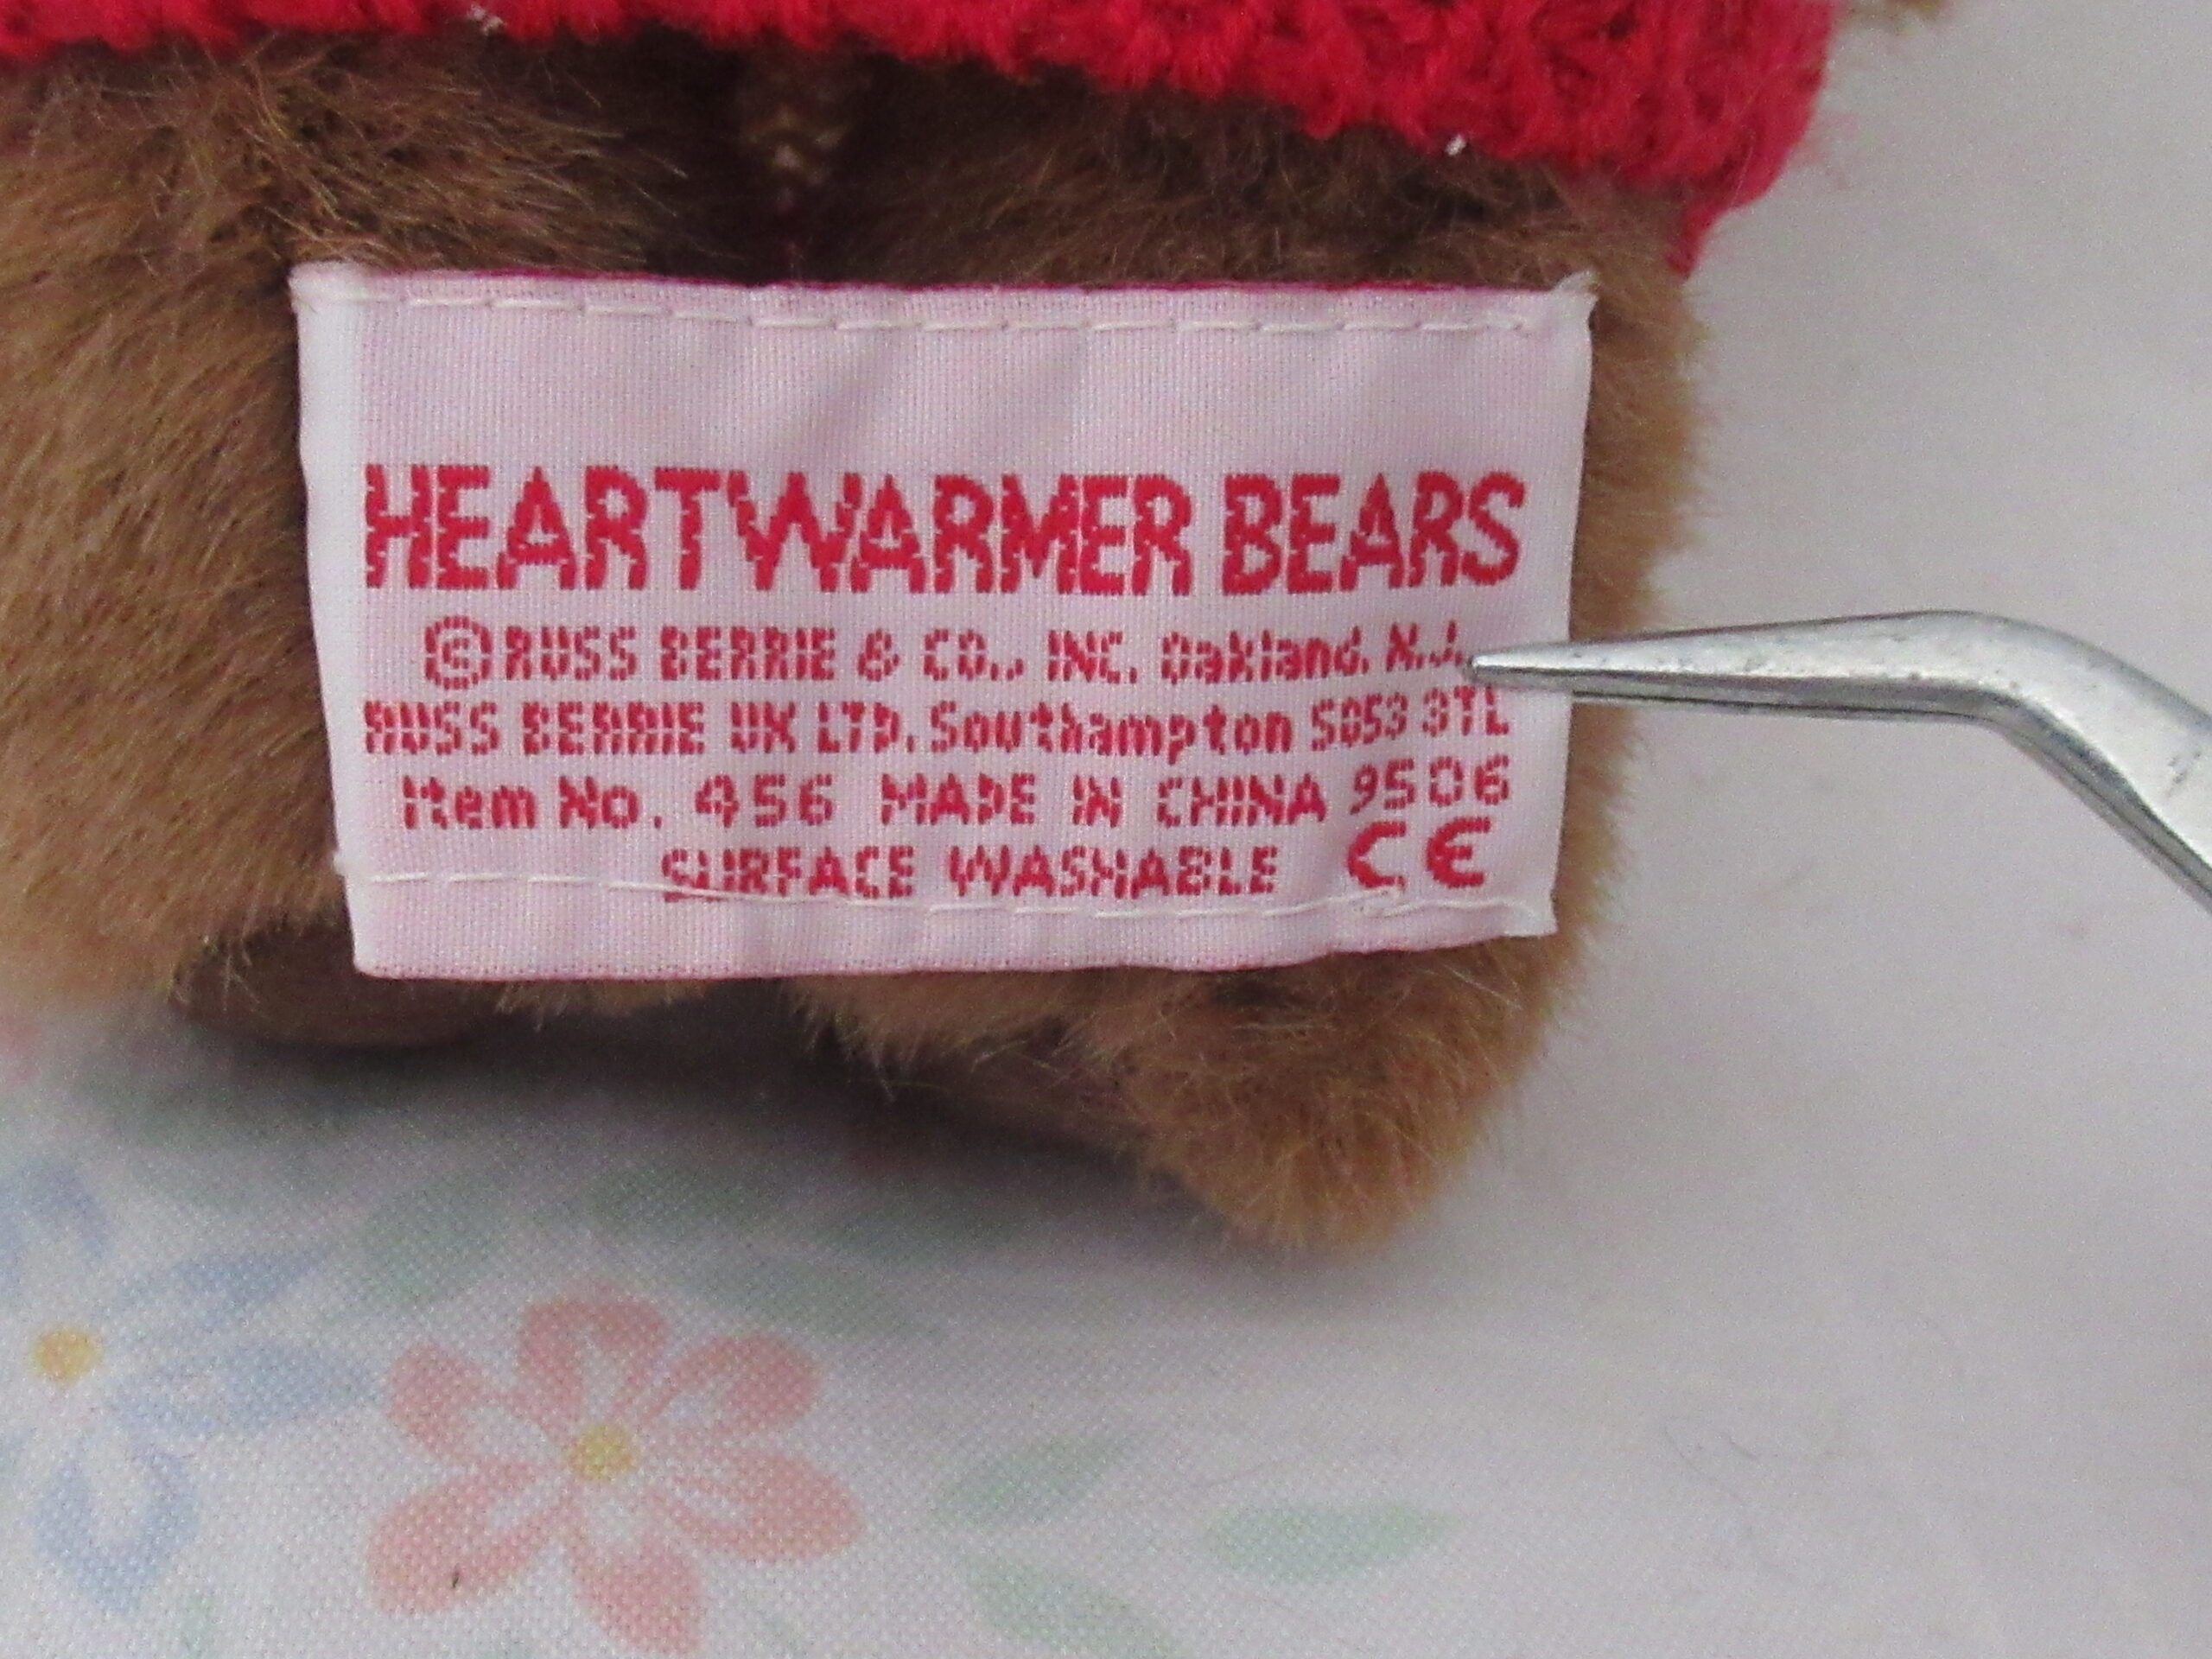 HEARTWARMER BEARS
© RUSS BERRIE & CO., INC. Oakland, N.J.
RUSS BERRIE UK LTD. Southampton SO53 3TL
Item No. 456 MADE IN CHINA 9506
SURFACE WASHABLE CE